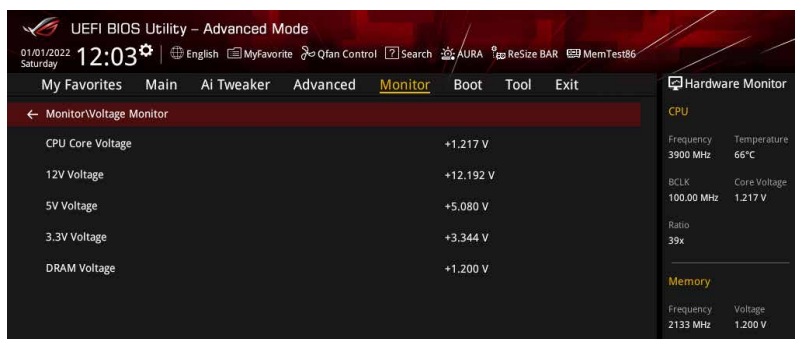 UEFI BIOS Utility – Advanced Mode
01/01/2022 Saturday 12:03 English MyFavorite Qfan Control ? Search AURA ReSize BAR MemTest86
My Favorites Main Ai Tweaker Advanced Monitor Boot Tool Exit
Hardware Monitor
← Monitor\Voltage Monitor
CPU Core Voltage +1.217 V
12V Voltage +12.192 V
5V Voltage +5.080 V
3.3V Voltage +3.344 V
DRAM Voltage +1.200 V
CPU
Frequency Temperature
3900 MHz 66°C
BCLK Core Voltage
100.00 MHz 1.217 V
Ratio
39x
Memory
Frequency Voltage
2133 MHz 1.200 V